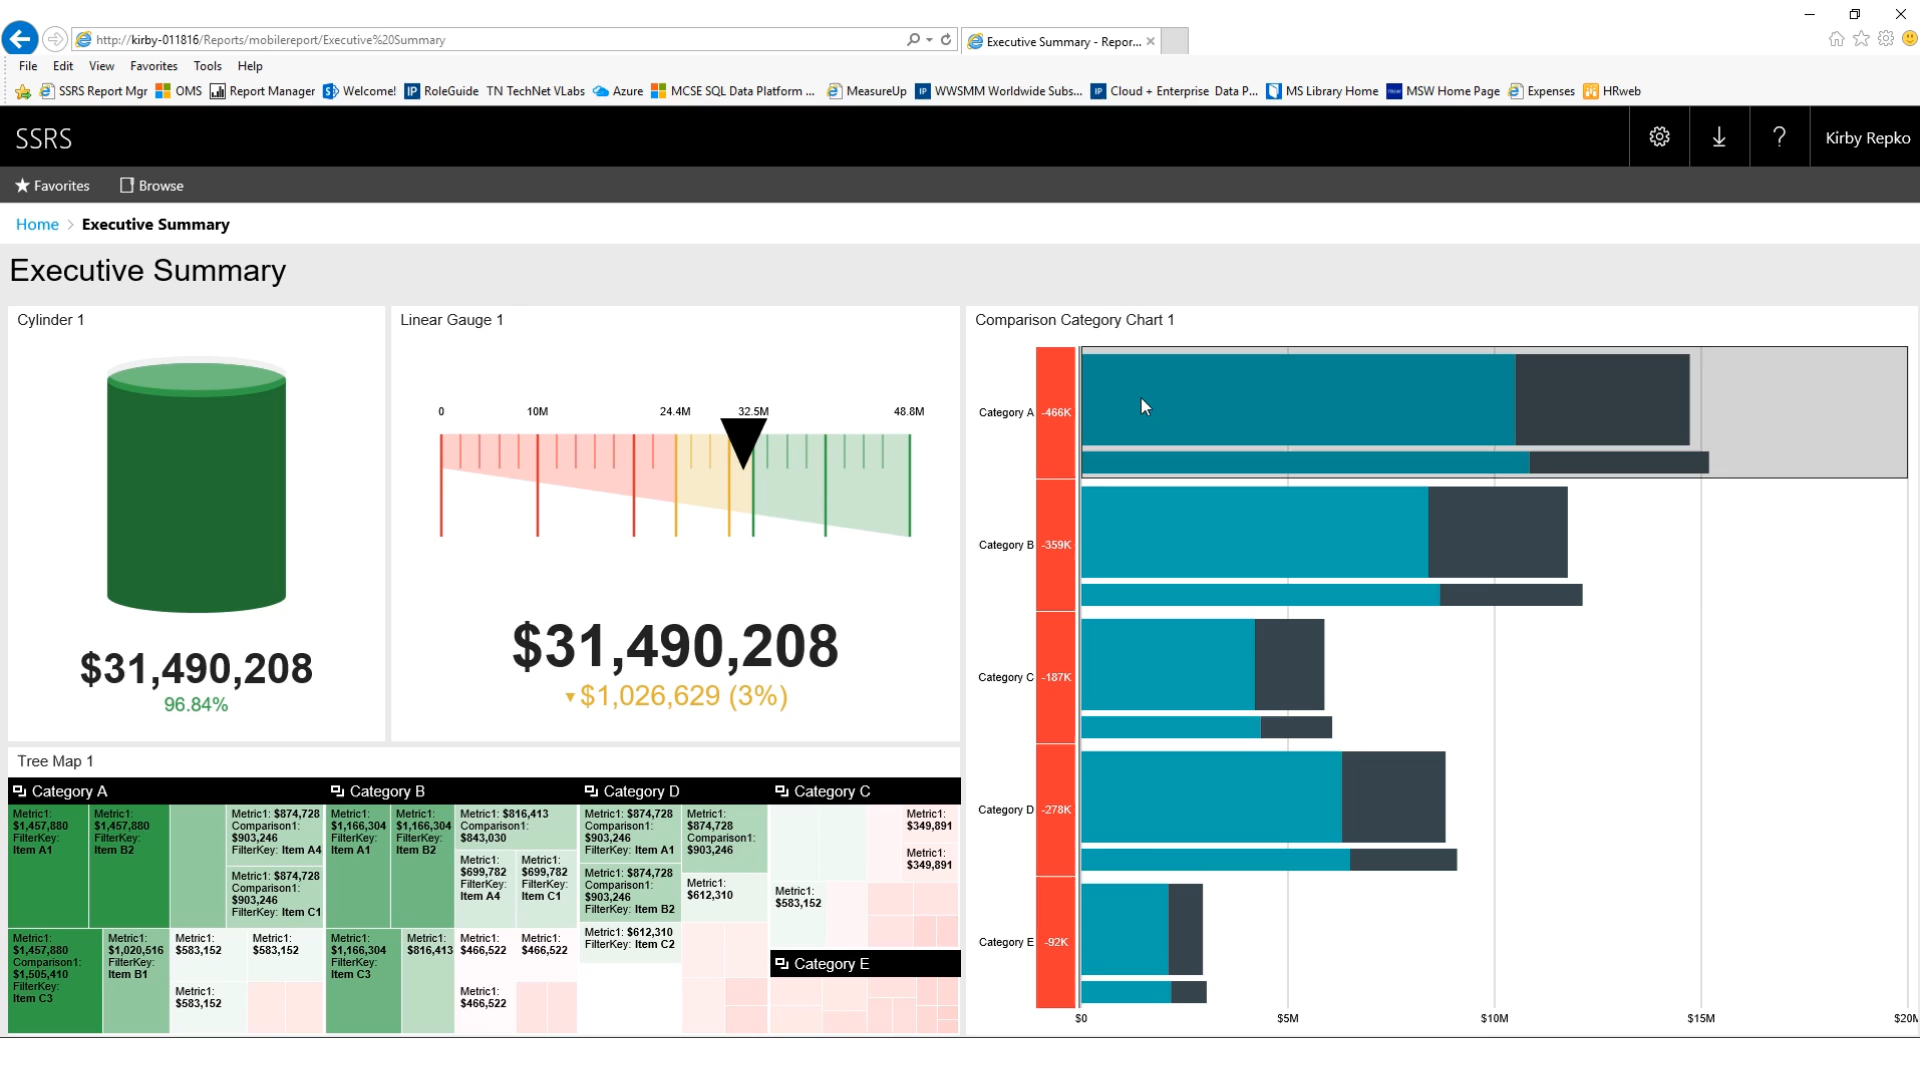 http://kirby-011816/Reports/mobilereport/Executive%20Summary
Executive Summary - Repor...
File Edit View Favorites Tools Help
SSRS Report Mgr OMS Report Manager Welcome! RoleGuide TN TechNet VLabs Azure MCSE SQL Data Platform ... MeasureUp WWSMM Worldwide Subs... Cloud + Enterprise Data P... MS Library Home MSW Home Page Expenses HRweb
SSRS
? Kirby Repko
Favorites Browse
Home > Executive Summary
Executive Summary
Cylinder 1
$31,490,208
96.84%
Linear Gauge 1
0 10M 24.4M 32.5M 48.8M
$31,490,208
▼$1,026,629 (3%)
Comparison Category Chart 1
Category A -466K
Category B -359K
Category C -187K
Category D -278K
Category E -92K
$0 $5M $10M $15M $20M
Tree Map 1
Category A
Metric1:
$1,457,880
FilterKey:
Item A1
Metric1:
$1,457,880
FilterKey:
Item B2
Metric1: $874,728
Comparison1:
$903,246
FilterKey: Item A4
Metric1: $874,728
Comparison1:
$903,246
FilterKey: Item C1
Metric1:
$1,457,880
Comparison1:
$1,505,410
FilterKey:
Item C3
Metric1:
$1,020,516
FilterKey:
Item B1
Metric1:
$583,152
Metric1:
$583,152
Metric1:
$583,152
Category B
Metric1:
$1,166,304
FilterKey:
Item A1
Metric1:
$1,166,304
FilterKey:
Item B2
Metric1: $816,413
Comparison1:
$843,030
Metric1:
$699,782
FilterKey:
Item A4
Metric1:
$699,782
FilterKey:
Item C1
Metric1:
$1,166,304
FilterKey:
Item C3
Metric1:
$816,413
Metric1:
$466,522
Metric1:
$466,522
Metric1:
$466,522
Category D
Metric1: $874,728
Comparison1:
$903,246
FilterKey: Item A1
Metric1:
$874,728
Comparison1:
$903,246
Metric1: $874,728
Comparison1:
$903,246
FilterKey: Item B2
Metric1:
$612,310
Metric1: $612,310
FilterKey: Item C2
Category C
Metric1:
$349,891
Metric1:
$349,891
Metric1:
$583,152
Category E